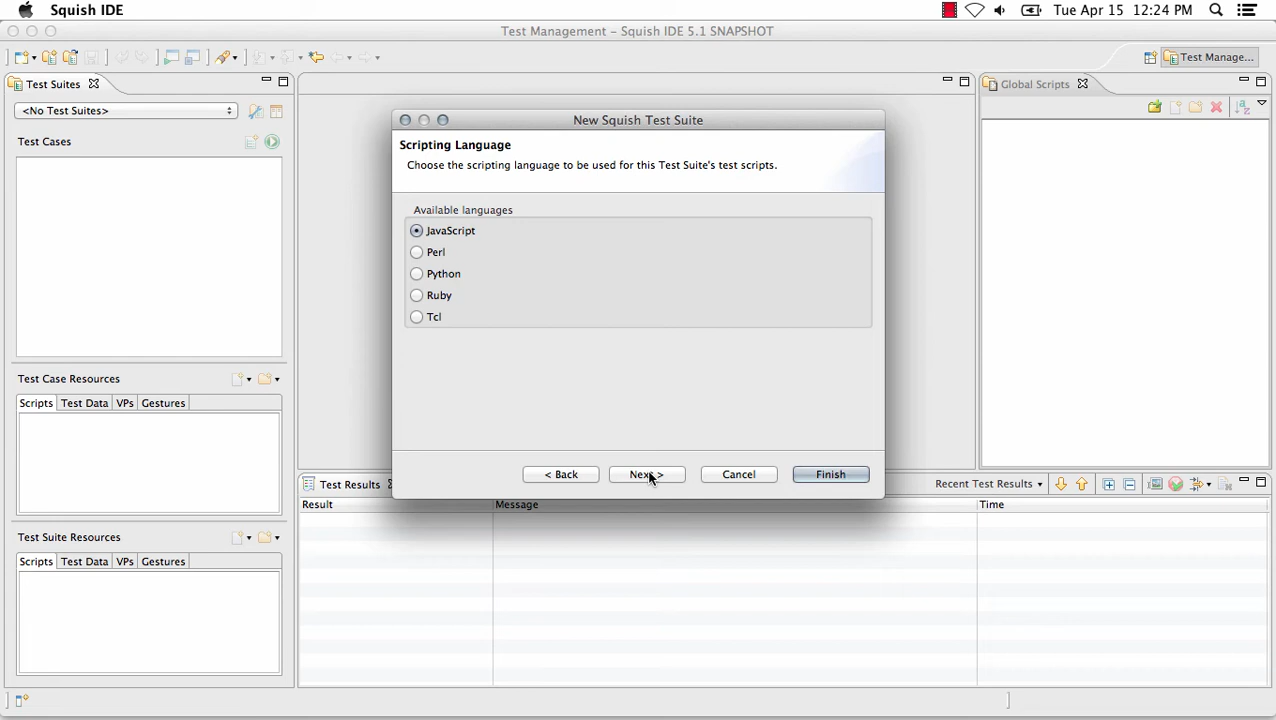 Squish IDE
Tue Apr 15 12:24 PM
Test Management – Squish IDE 5.1 SNAPSHOT
Test Manage...
Test Suites
Global Scripts
<No Test Suites>
Test Cases
New Squish Test Suite
Scripting Language
Choose the scripting language to be used for this Test Suite's test scripts.
Available languages
JavaScript
Perl
Python
Ruby
Tcl
< Back
Next >
Cancel
Finish
Test Case Resources
Scripts Test Data VPs Gestures
Test Results
Recent Test Results
Result Message Time
Test Suite Resources
Scripts Test Data VPs Gestures